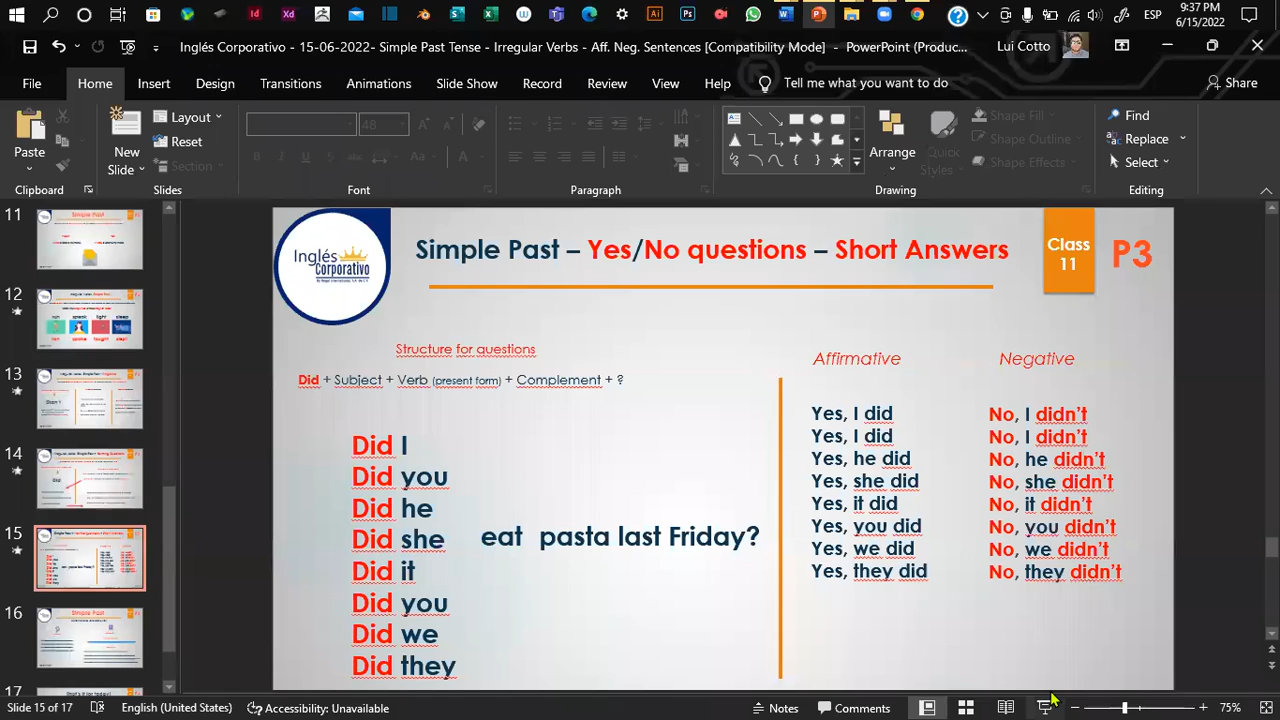 9:37 PM
ESP
6/15/2022
Inglés Corporativo - 15-06-2022- Simple Past Tense - Irregular Verbs - Aff. Neg. Sentences [Compatibility Mode] - PowerPoint (Produc...
Lui Cotto
File Home Insert Design Transitions Animations Slide Show Record Review View Help Tell me what you want to do Share
Paste
New Slide
Layout
Reset
Section
48
Arrange
Quick Styles
Shape Fill
Shape Outline
Shape Effects
Find
Replace
Select
Clipboard Slides Font Paragraph Drawing Editing
11
Simple Past
12
13
14
15
16
Simple Past
17
Inglés
Corporativo
Simple Past – Yes/No questions – Short Answers
Class
11
P3
Structure for questions
Did + Subject + Verb (present form) + Complement + ?
Did I
Did you
Did he
Did she
Did it
Did you
Did we
Did they
eat pasta last Friday?
Affirmative
Yes, I did
Yes, I did
Yes, he did
Yes, she did
Yes, it did
Yes, you did
Yes, we did
Yes, they did
Negative
No, I didn't
No, I didn't
No, he didn't
No, she didn't
No, it didn't
No, you didn't
No, we didn't
No, they didn't
Slide 15 of 17 English (United States) Accessibility: Unavailable Notes Comments 75%